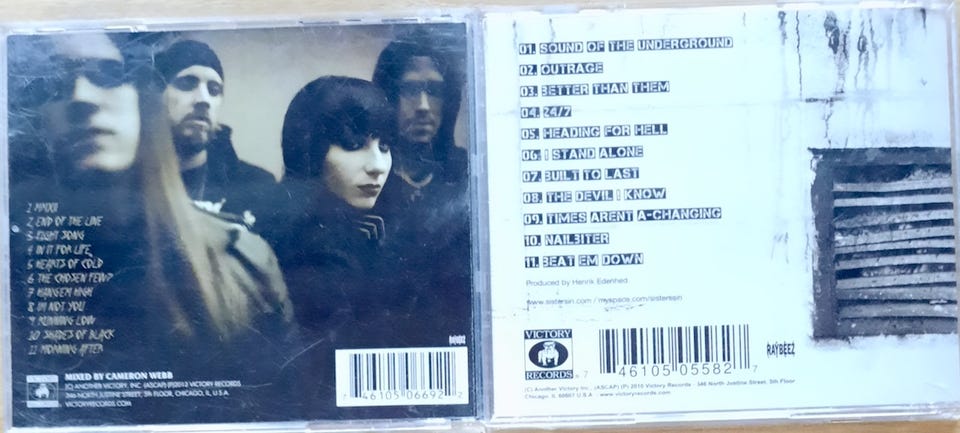 1 MMXII
2 END OF THE LINE
3 FIGHT SONG
4 IN IT FOR LIFE
5 HEARTS OF COLD
6 THE CHOSEN FEW?
7 HANG'EM HIGH
8 IM NOT YOU
9 RUNNING LOW
10 SHADES OF BLACK
11 MORNING AFTER
MIXED BY CAMERON WEBB
(C) ANOTHER VICTORY, INC. (ASCAP) (P)2012 VICTORY RECORDS
346 NORTH JUSTINE STREET, 5th FLOOR, CHICAGO, IL U.S.A
VICTORYRECORDS.COM
7 46105 06692 2
01. SOUND OF THE UNDERGROUND
02. OUTRAGE
03. BETTER THAN THEM
04. 24/7
05. HEADING FOR HELL
06. I STAND ALONE
07. BUILT TO LAST
08. THE DEVIL I KNOW
09. TIMES ARENT A-CHANGING
10. NAILBITER
11. BEAT EM DOWN
Produced by Henrik Edenhed
www.sistersin.com / myspace.com/sistersin
VICTORY
RECORDS
7 46105 05582 7
RAYBEEZ
(C) Another Victory Inc., (ASCAP) (P) 2010 Victory Records - 346 North Justine Street, 5th Floor
Chicago, IL 60607 U.S.A - www.victoryrecords.com